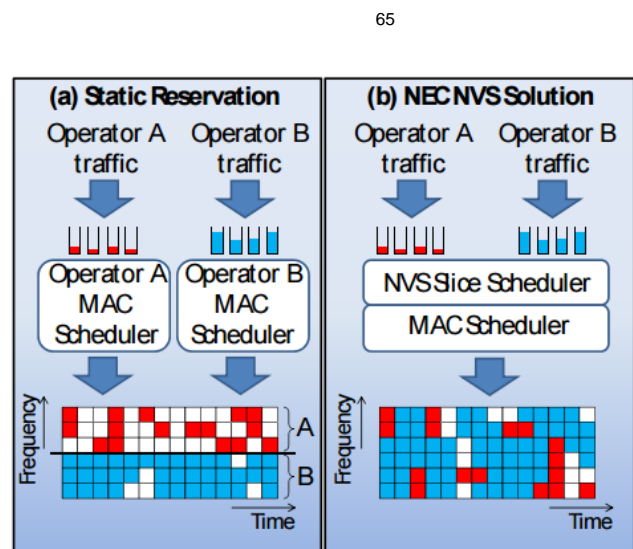 65
(a) Static Reservation
Operator A
traffic
Operator B
traffic
Operator A
MAC
Scheduler
Operator B
MAC
Scheduler
Frequency
A
B
Time
(b) NEC NVS Solution
Operator A
traffic
Operator B
traffic
NVS Slice Scheduler
MAC Scheduler
Frequency
Time